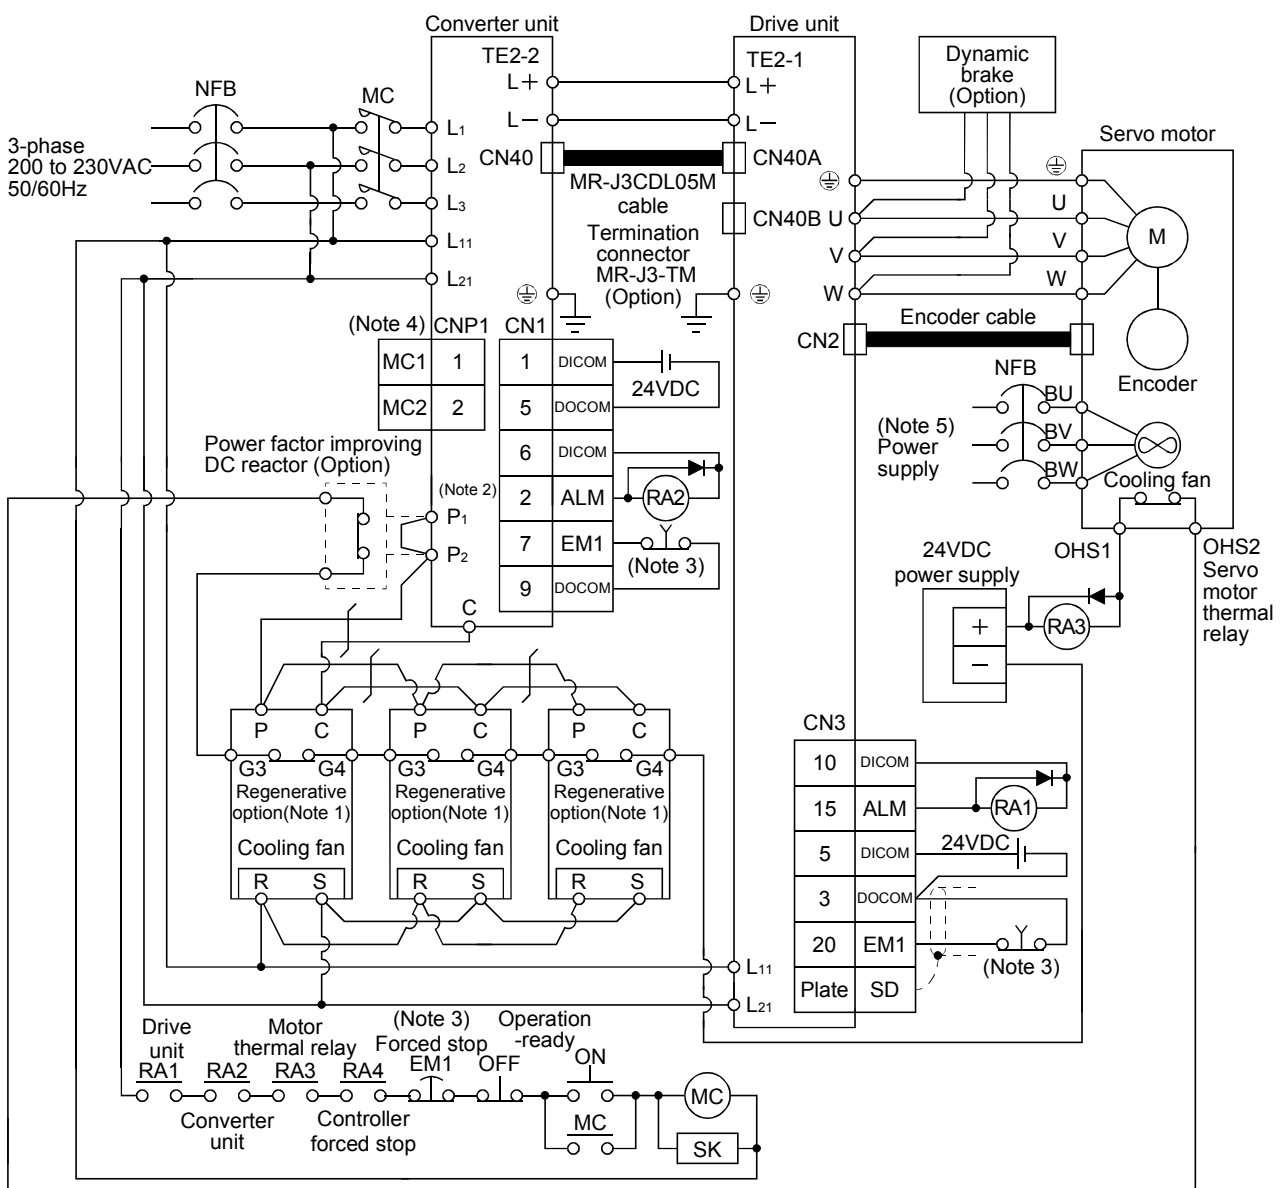 Converter unit
Drive unit
TE2-2
L+
L−
TE2-1
L+
L−
Dynamic
brake
(Option)
NFB
MC
3-phase
200 to 230VAC
50/60Hz
L1
L2
L3
L11
L21
CN40
CN40A
MR-J3CDL05M
cable
CN40B
Termination
connector
MR-J3-TM
(Option)
U
V
W
Servo motor
U
V
W
M
Encoder
CN2
Encoder cable
NFB
BU
BV
BW
(Note 5)
Power
supply
Cooling fan
(Note 4)
CNP1
MC1
1
MC2
2
CN1
1
DICOM
24VDC
5
DOCOM
6
DICOM
2
ALM
RA2
7
EM1
(Note 3)
9
DOCOM
Power factor improving
DC reactor (Option)
(Note 2)
P1
P2
C
OHS1
OHS2
Servo
motor
thermal
relay
24VDC
power supply
+
−
RA3
P
C
P
C
P
C
G3
G4
G3
G4
G3
G4
Regenerative
option(Note 1)
Regenerative
option(Note 1)
Regenerative
option(Note 1)
Cooling fan
Cooling fan
Cooling fan
R
S
R
S
R
S
CN3
10
DICOM
15
ALM
RA1
5
DICOM
24VDC
3
DOCOM
20
EM1
(Note 3)
Plate
SD
L11
L21
Drive
unit
RA1
RA2
Converter
unit
Motor
thermal relay
RA3
RA4
Controller
forced stop
(Note 3)
Forced stop
EM1
OFF
Operation
-ready
ON
MC
MC
SK